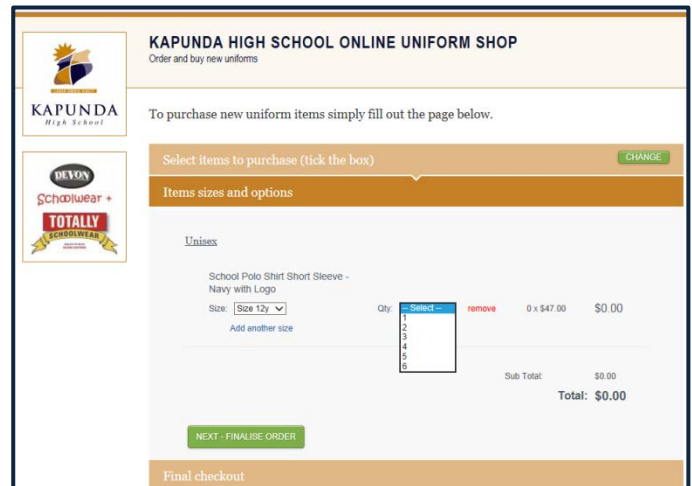 KAPUNDA HIGH SCHOOL ONLINE UNIFORM SHOP
Order and buy new uniforms
KAPUNDA
High School
To purchase new uniform items simply fill out the page below.
DEVON
Schoolwear +
TOTALLY
SCHOOLWEAR
Select items to purchase (tick the box)
CHANGE
Items sizes and options
Unisex
School Polo Shirt Short Sleeve -
Navy with Logo
Size: Size 12y
Qty: -- Select -- remove 0 x $47.00 $0.00
1
2
3
4
5
6
Add another size
Sub Total: $0.00
Total: $0.00
NEXT - FINALISE ORDER
Final checkout